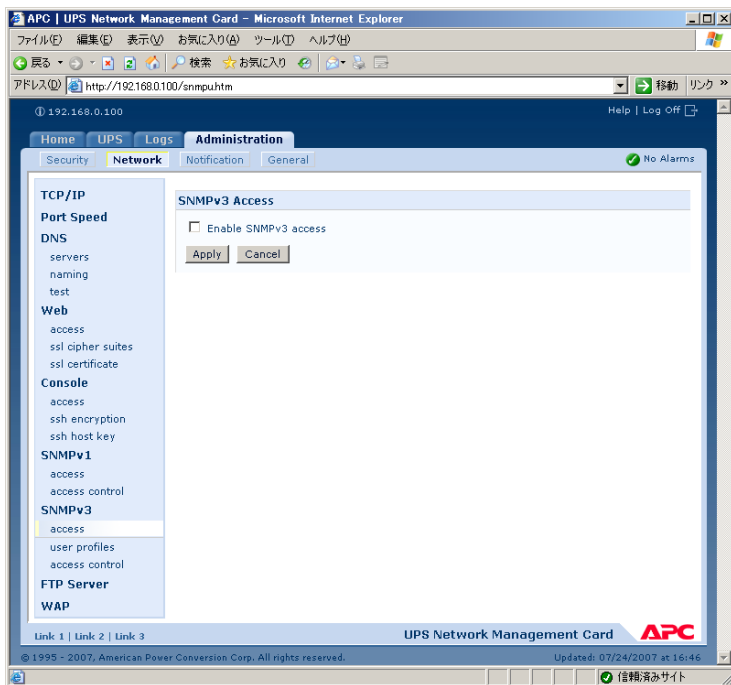 APC | UPS Network Management Card - Microsoft Internet Explorer
ファイル(F) 編集(E) 表示(V) お気に入り(A) ツール(T) ヘルプ(H)
戻る 検索 お気に入り
アドレス(D) http://192.168.0.100/snmpu.htm 移動 リンク »
192.168.0.100 Help | Log Off
Home UPS Logs Administration
Security Network Notification General No Alarms
TCP/IP
Port Speed
DNS
servers
naming
test
Web
access
ssl cipher suites
ssl certificate
Console
access
ssh encryption
ssh host key
SNMPv1
access
access control
SNMPv3
access
user profiles
access control
FTP Server
WAP
SNMPv3 Access
Enable SNMPv3 access
Apply Cancel
Link 1 | Link 2 | Link 3
UPS Network Management Card APC
© 1995 - 2007, American Power Conversion Corp. All rights reserved. Updated: 07/24/2007 at 16:46
信頼済みサイト